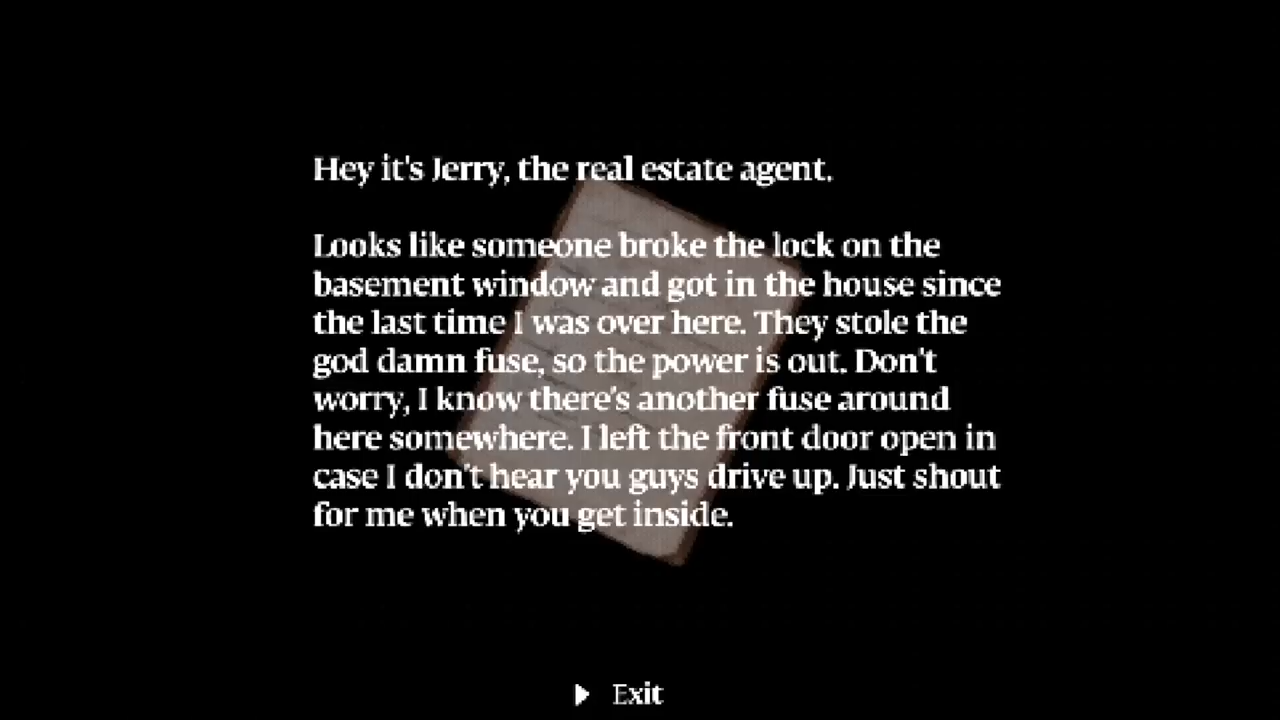 Hey it's Jerry, the real estate agent.
Looks like someone broke the lock on the
basement window and got in the house since
the last time I was over here. They stole the
god damn fuse, so the power is out. Don't
worry, I know there's another fuse around
here somewhere. I left the front door open in
case I don't hear you guys drive up. Just shout
for me when you get inside.
Exit